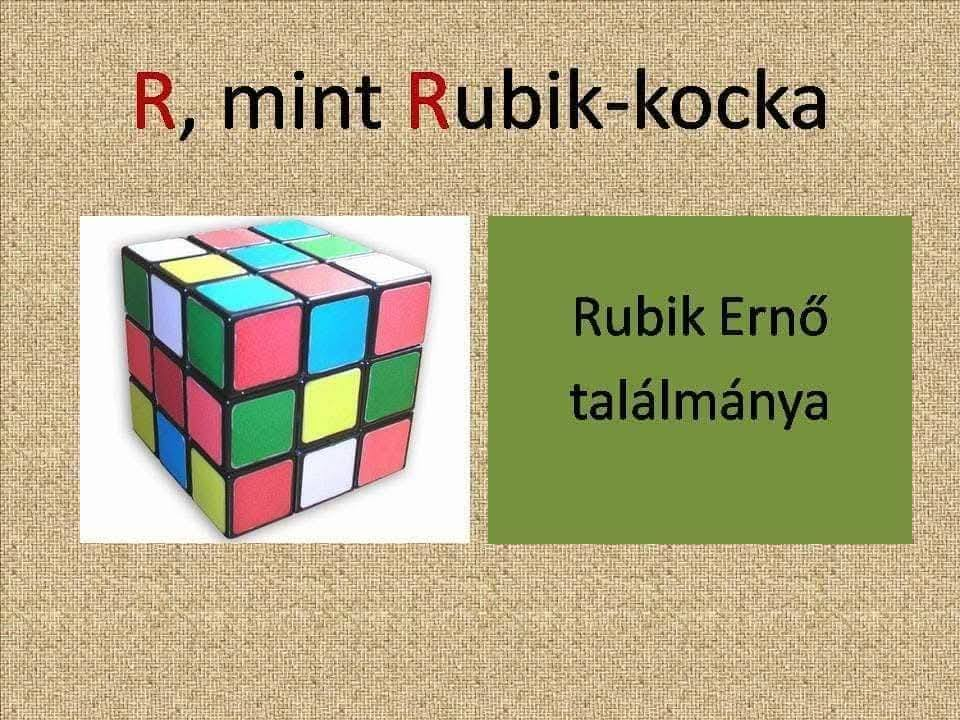 R, mint Rubik-kocka
Rubik Ernő
találmánya